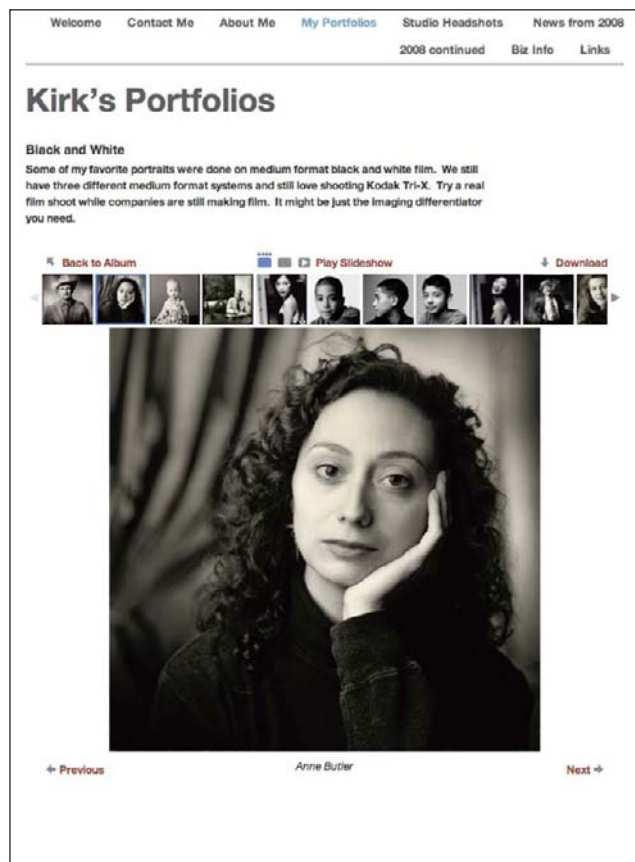 Welcome Contact Me About Me My Portfolios Studio Headshots News from 2008
2008 continued Biz Info Links
Kirk's Portfolios
Black and White
Some of my favorite portraits were done on medium format black and white film. We still
have three different medium format systems and still love shooting Kodak Tri-X. Try a real
film shoot while companies are still making film. It might be just the imaging differentiator
you need.
Back to Album Play Slideshow Download
Anne Butler
Previous Next